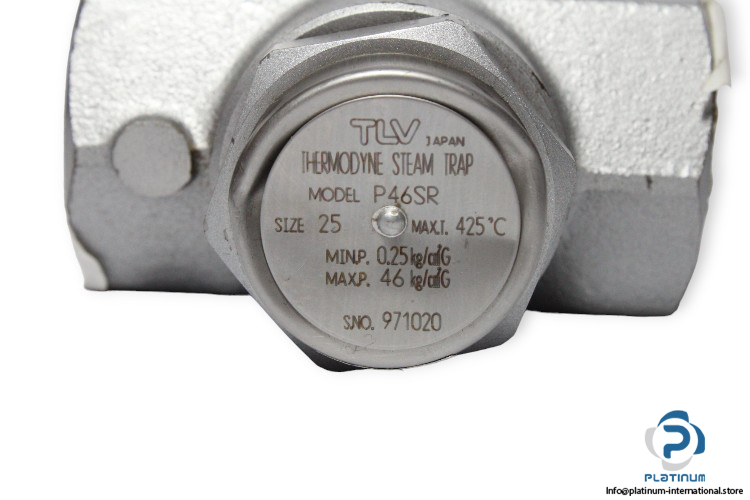 TLV JAPAN
THERMODYNE STEAM TRAP
MODEL P46SR
SIZE 25 MAX.T. 425°C
MIN.P. 0.25 kg/c㎡G
MAX.P. 46 kg/c㎡G
S.NO. 971020
PLATINUM
Info@platinum-international.store